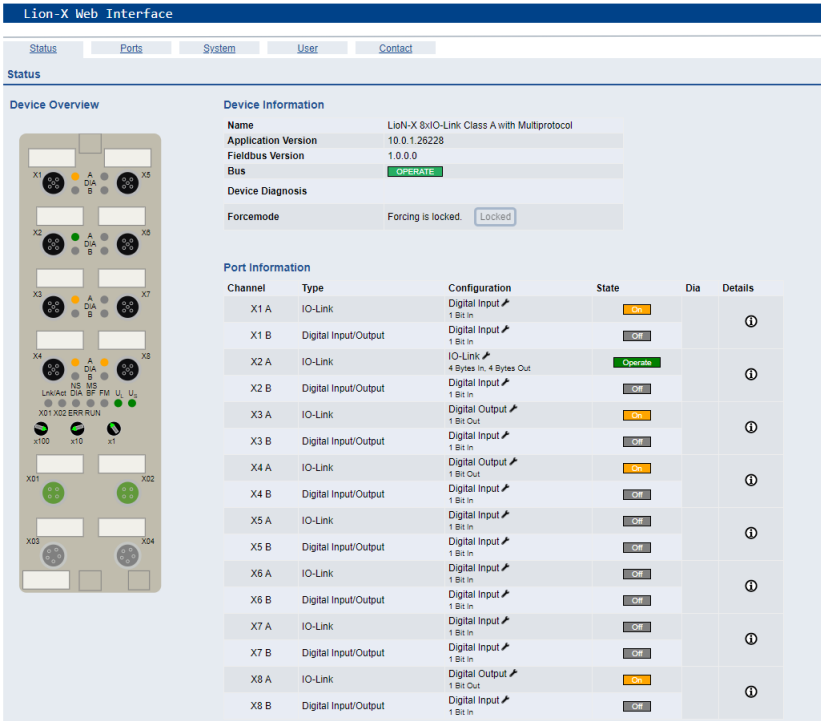 Lion-X Web Interface
Status Ports System User Contact
Status
Device Overview
X1 A X5
DIA
B
X2 A X6
DIA
B
X3 A X7
DIA
B
X4 A X8
DIA
B
NS MS
Lnk/Act DIA BF FM UL US
X01 X02 ERR RUN
x100 x10 x1
X01 X02
X03 X04
Device Information
Name LioN-X 8xIO-Link Class A with Multiprotocol
Application Version 10.0.1.26228
Fieldbus Version 1.0.0.0
Bus OPERATE
Device Diagnosis
Forcemode Forcing is locked. Locked
Port Information
Channel Type Configuration State Dia Details
X1 A IO-Link Digital Input On
1 Bit In
X1 B Digital Input/Output Digital Input Off
1 Bit In
X2 A IO-Link IO-Link Operate
4 Bytes In, 4 Bytes Out
X2 B Digital Input/Output Digital Input Off
1 Bit In
X3 A IO-Link Digital Output On
1 Bit Out
X3 B Digital Input/Output Digital Input Off
1 Bit In
X4 A IO-Link Digital Output On
1 Bit Out
X4 B Digital Input/Output Digital Input Off
1 Bit In
X5 A IO-Link Digital Input Off
1 Bit In
X5 B Digital Input/Output Digital Input Off
1 Bit In
X6 A IO-Link Digital Input Off
1 Bit In
X6 B Digital Input/Output Digital Input Off
1 Bit In
X7 A IO-Link Digital Input Off
1 Bit In
X7 B Digital Input/Output Digital Input Off
1 Bit In
X8 A IO-Link Digital Output On
1 Bit Out
X8 B Digital Input/Output Digital Input Off
1 Bit In